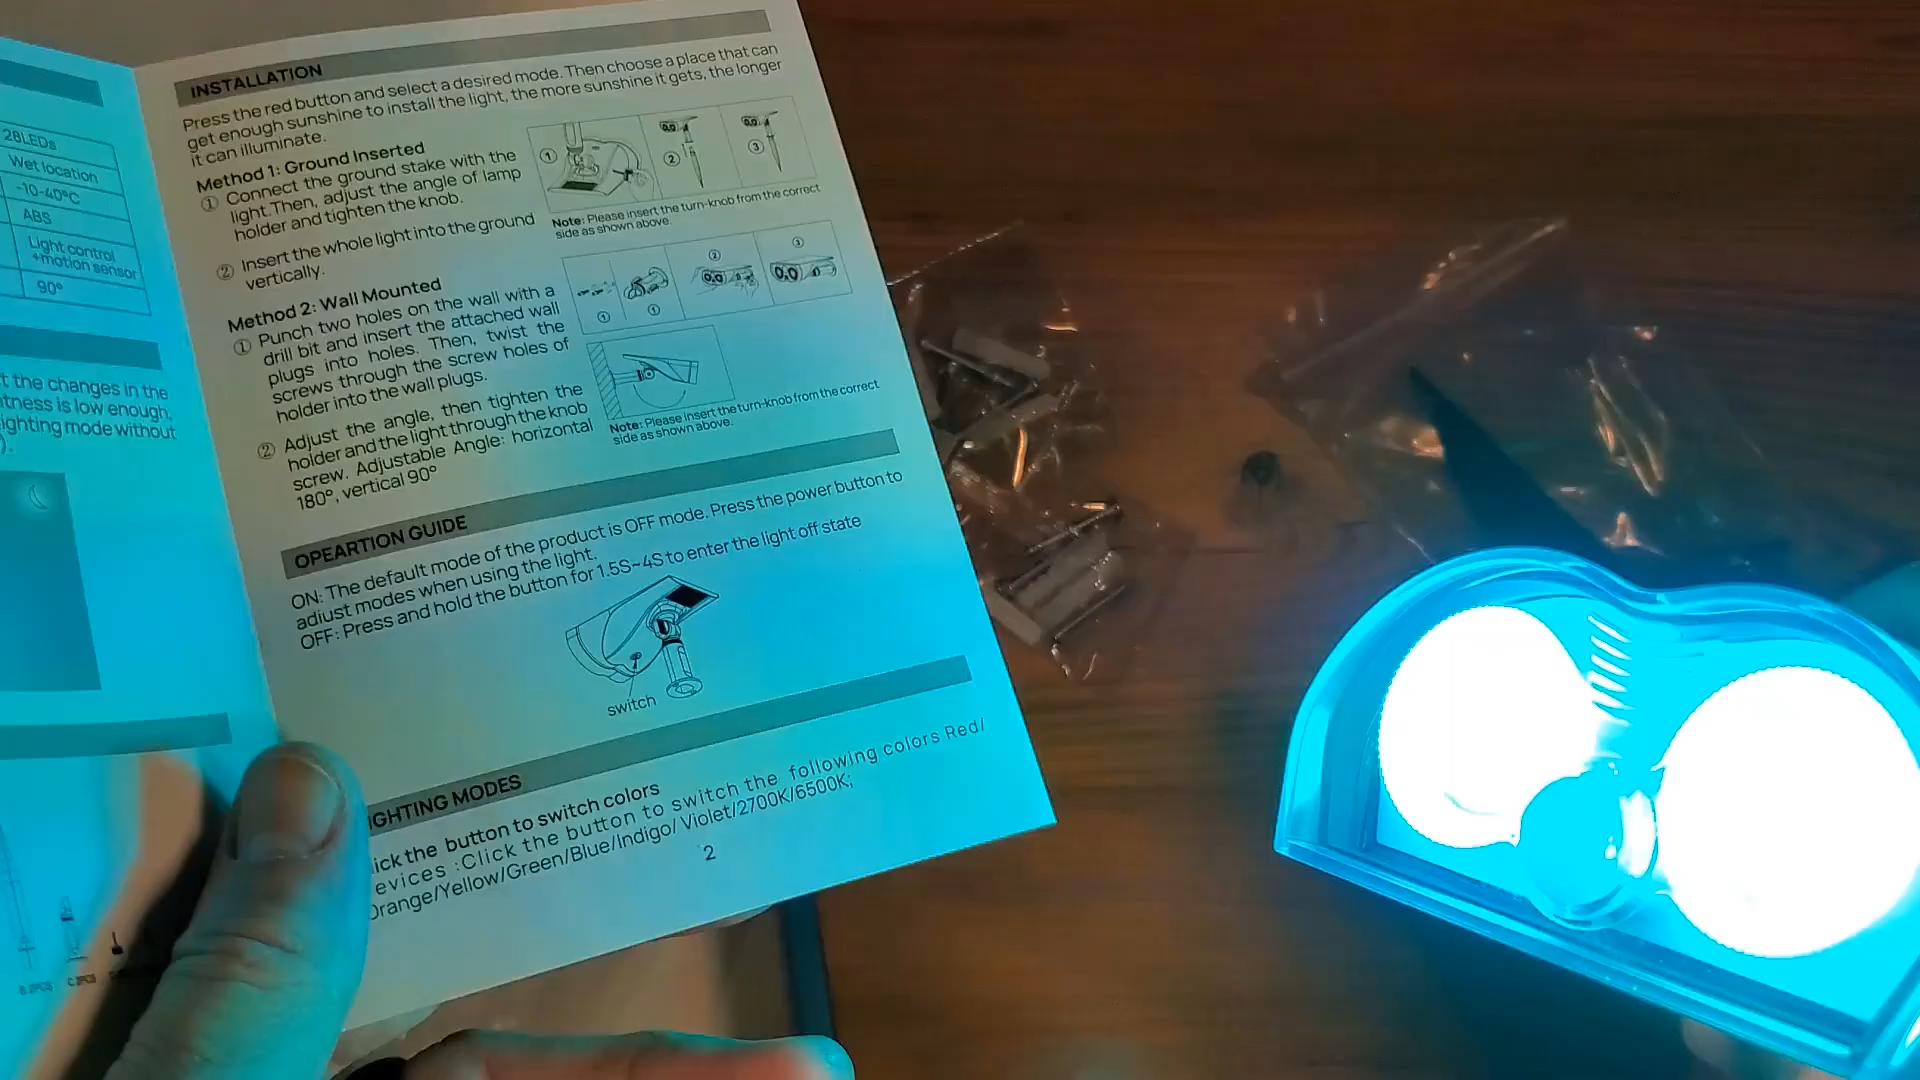 28LEDs
Wet location
-10-40°C
ABS
Light control
+motion sensor
90°
t the changes in the
tness is low enough,
ighting mode without
).
INSTALLATION
Press the red button and select a desired mode. Then choose a place that can
get enough sunshine to install the light, the more sunshine it gets, the longer
it can illuminate.
Method 1: Ground Inserted
① Connect the ground stake with the
light.Then, adjust the angle of lamp
holder and tighten the knob.
② Insert the whole light into the ground
vertically.
① ② ③
Note: Please insert the turn-knob from the correct
side as shown above.
Method 2: Wall Mounted
① Punch two holes on the wall with a
drill bit and insert the attached wall
plugs into holes. Then, twist the
screws through the screw holes of
holder into the wall plugs.
② Adjust the angle, then tighten the
holder and the light through the knob
screw. Adjustable Angle: horizontal
180°, vertical 90°
① ① ② ③
Note: Please insert the turn-knob from the correct
side as shown above.
OPEARTION GUIDE
ON: The default mode of the product is OFF mode. Press the power button to
adjust modes when using the light.
OFF: Press and hold the button for 1.5S~4S to enter the light off state
switch
IGHTING MODES
ick the button to switch colors
evices :Click the button to switch the following colors Red/
Orange/Yellow/Green/Blue/Indigo/ Violet/2700K/6500K;
2